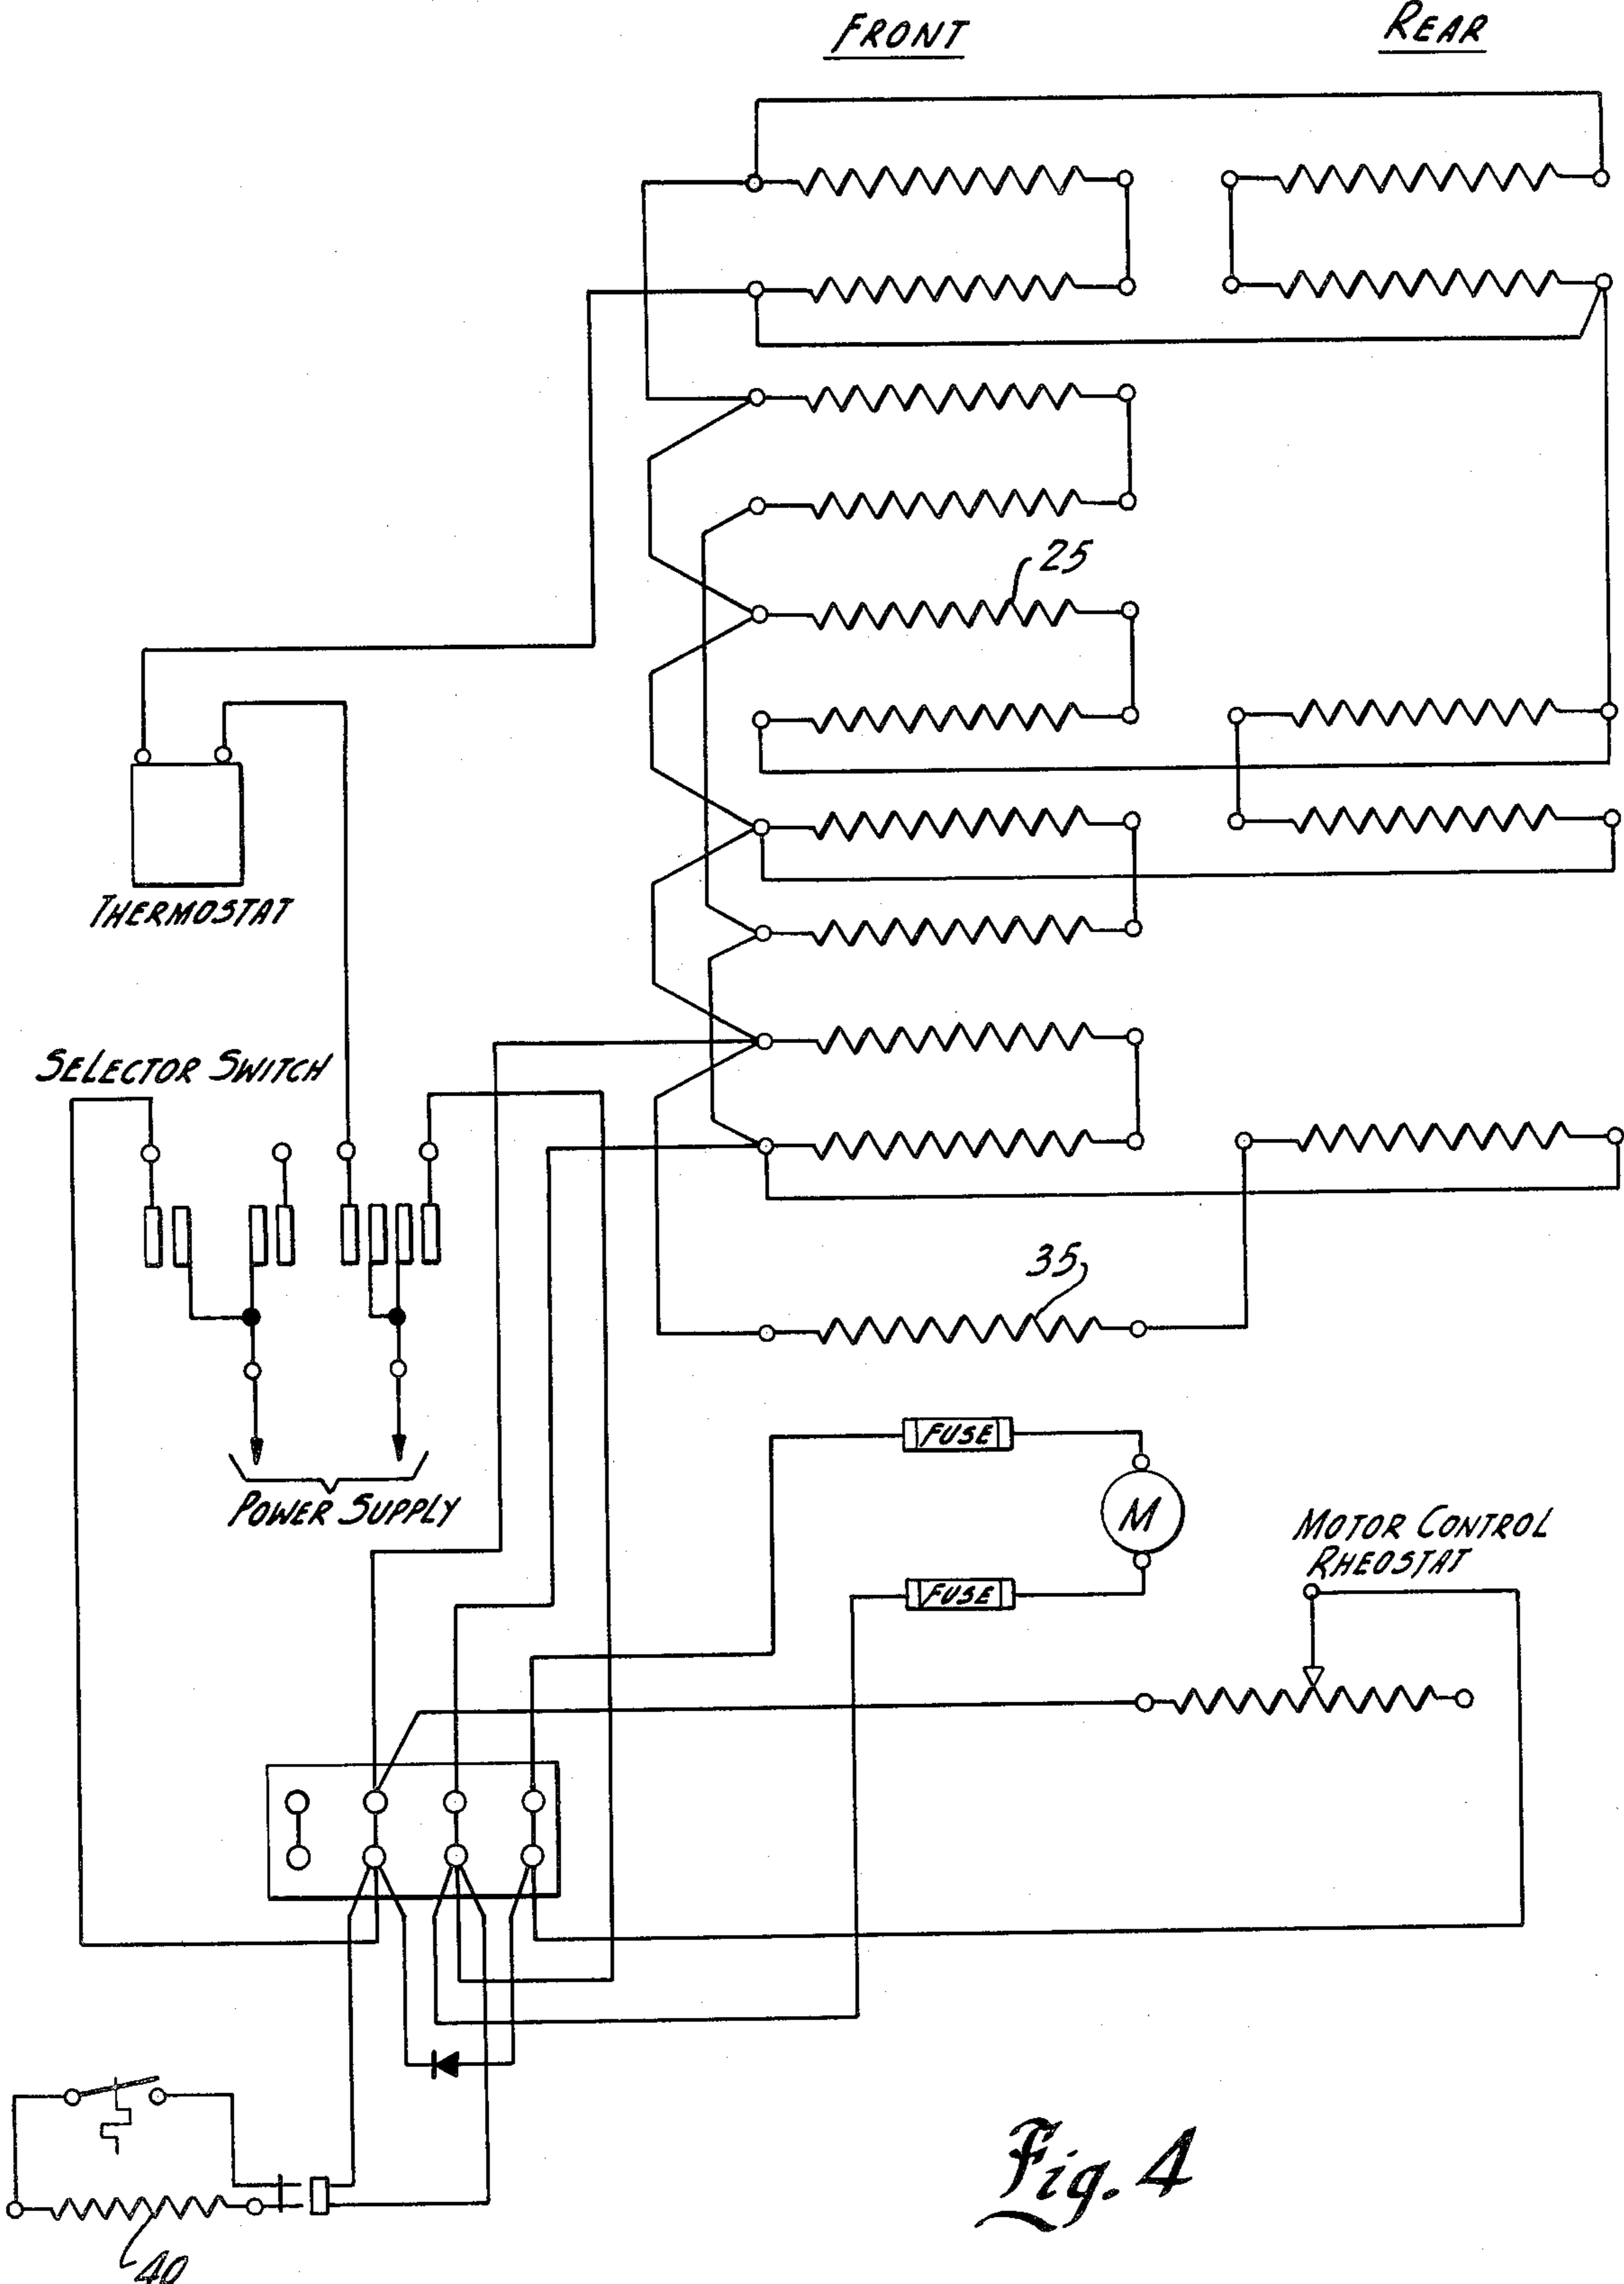 FRONT
REAR
25
THERMOSTAT
SELECTOR SWITCH
35
FUSE
M
POWER SUPPLY
MOTOR CONTROL
RHEOSTAT
FUSE
Fig. 4
40